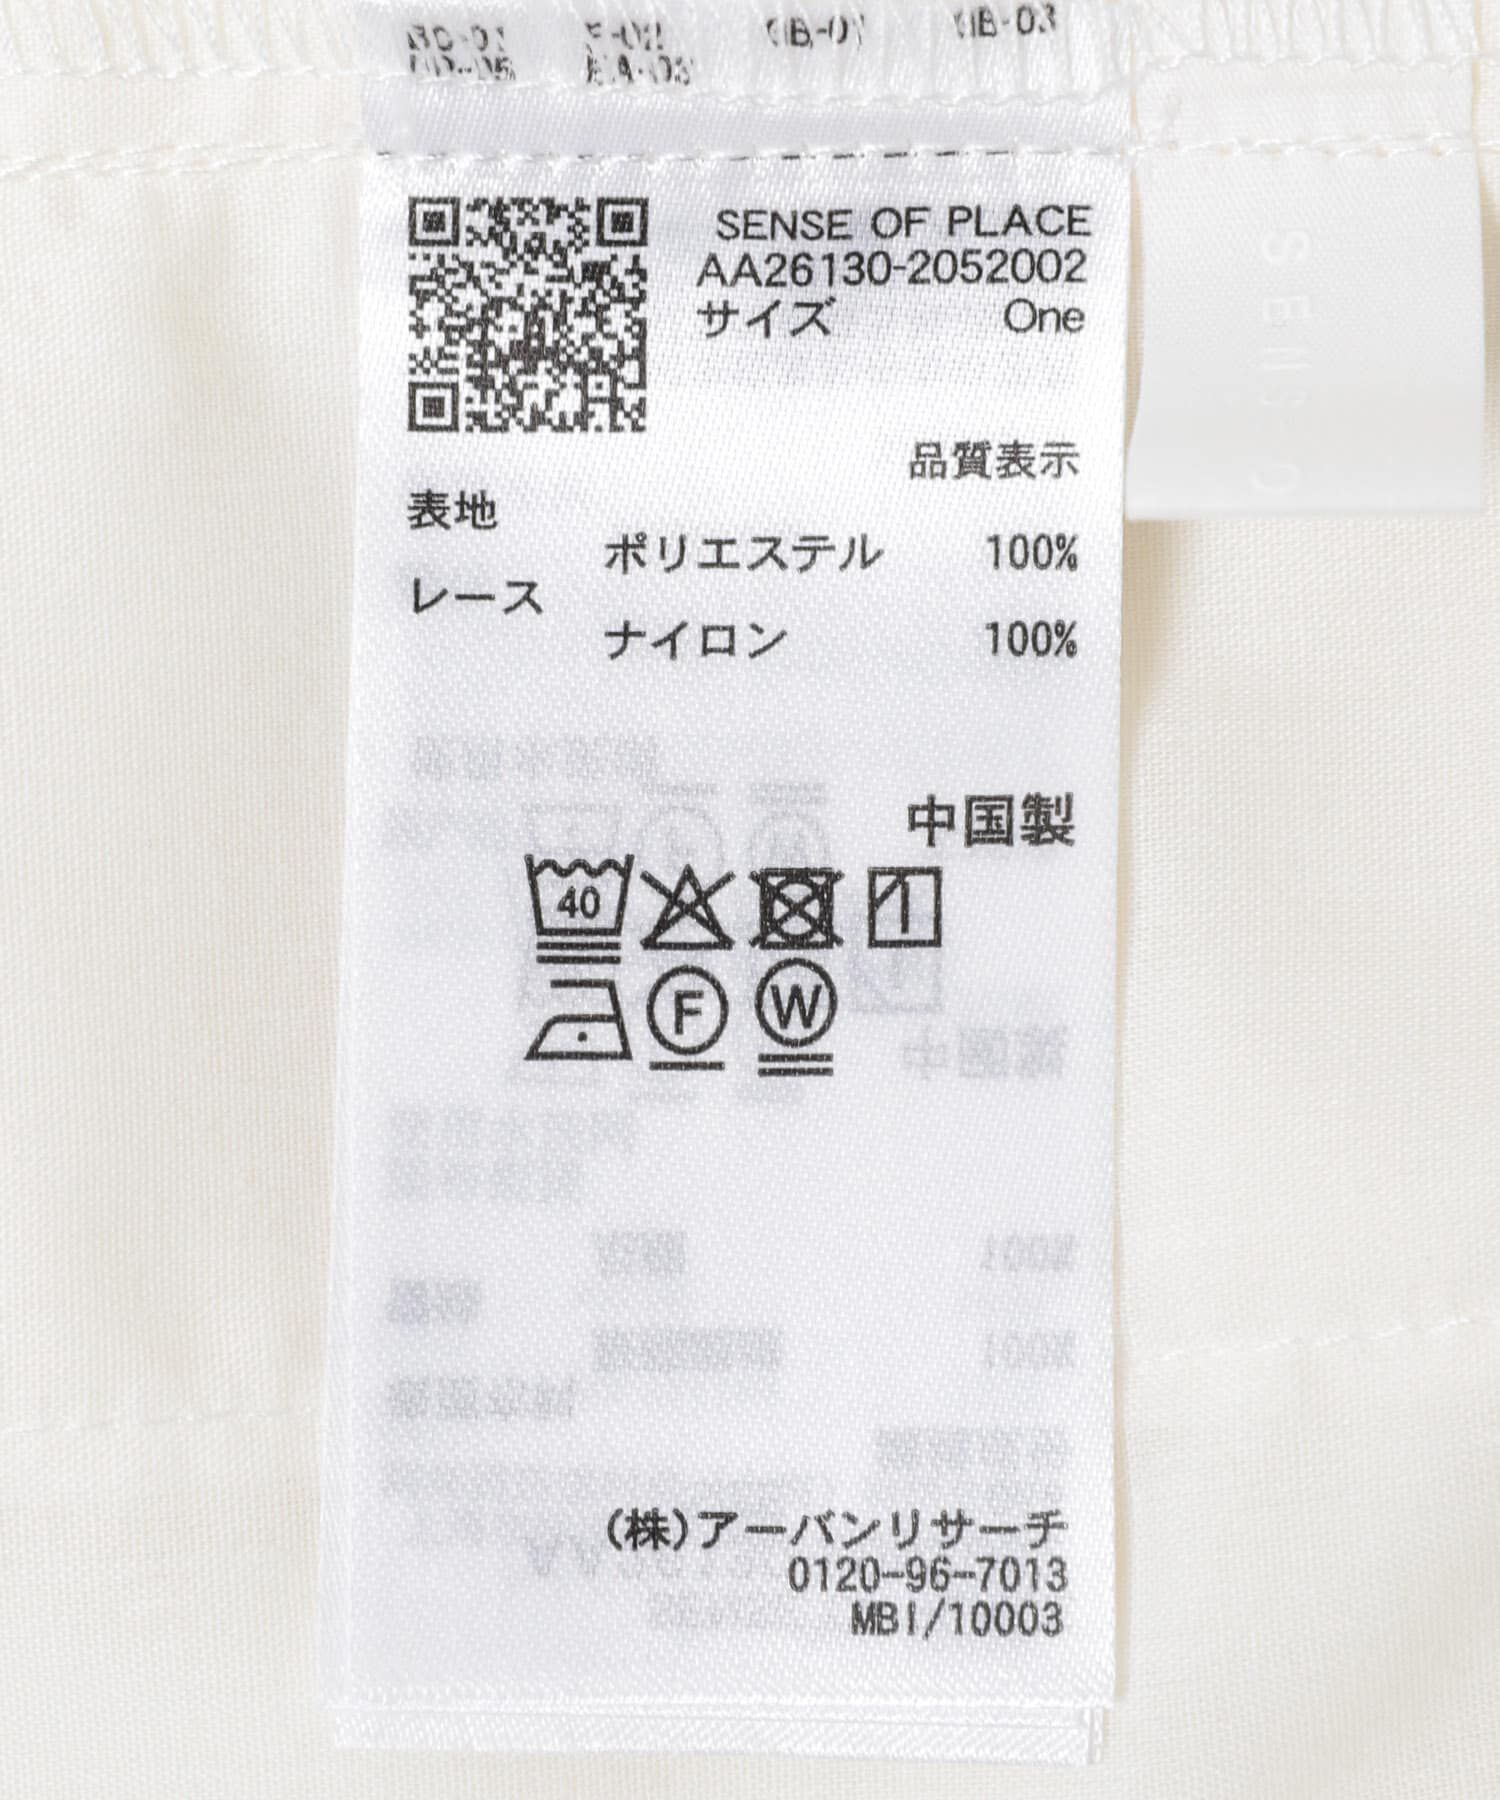 SENSE OF PLACE
AA26130-2052002
サイズ One
品質表示
表地
ポリエステル 100%
レース
ナイロン 100%
中国製
40
F W
(株)アーバンリサーチ
0120-96-7013
MBI/10003